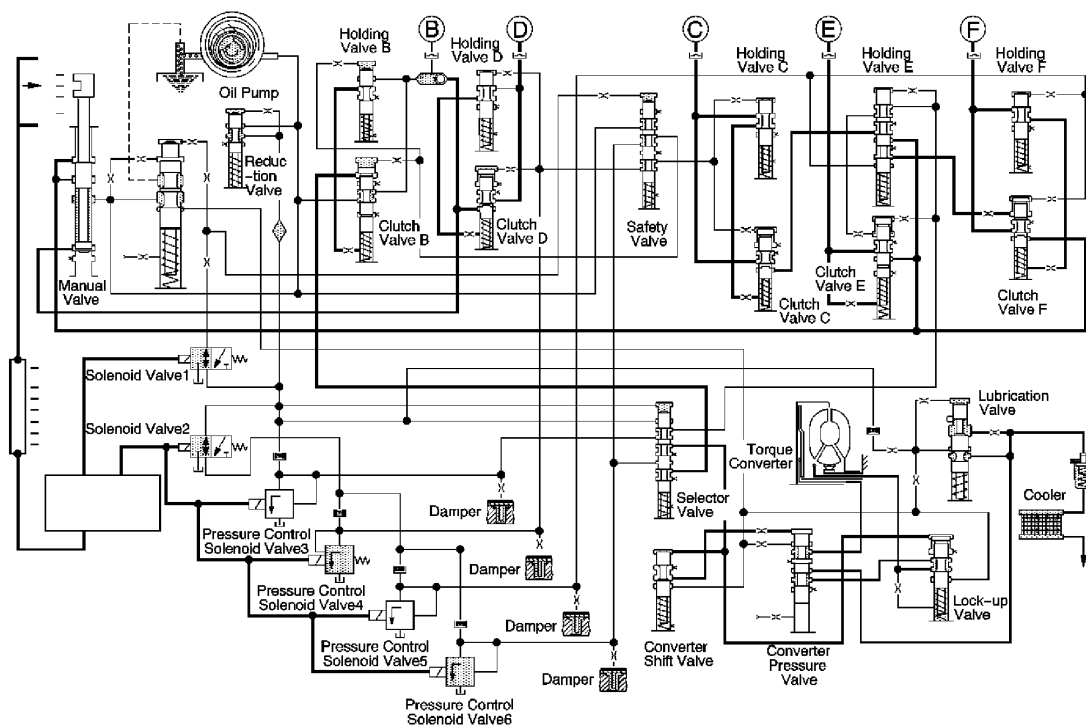 B
D
C
E
F
Holding
Valve B
Holding
Valve D
Holding
Valve C
Holding
Valve E
Holding
Valve F
Oil Pump
Reduc
-tion
Valve
Clutch
Valve B
Clutch
Valve D
Safety
Valve
Clutch
Valve E
Clutch
Valve C
Clutch
Valve F
Manual
Valve
Solenoid Valve1
Solenoid Valve2
Lubrication
Valve
Torque
Converter
Selector
Valve
Cooler
Damper
Pressure Control
Solenoid Valve3
Damper
Pressure Control
Solenoid Valve4
Damper
Pressure Control
Solenoid Valve5
Damper
Pressure Control
Solenoid Valve6
Converter
Shift Valve
Converter
Pressure
Valve
Lock-up
Valve